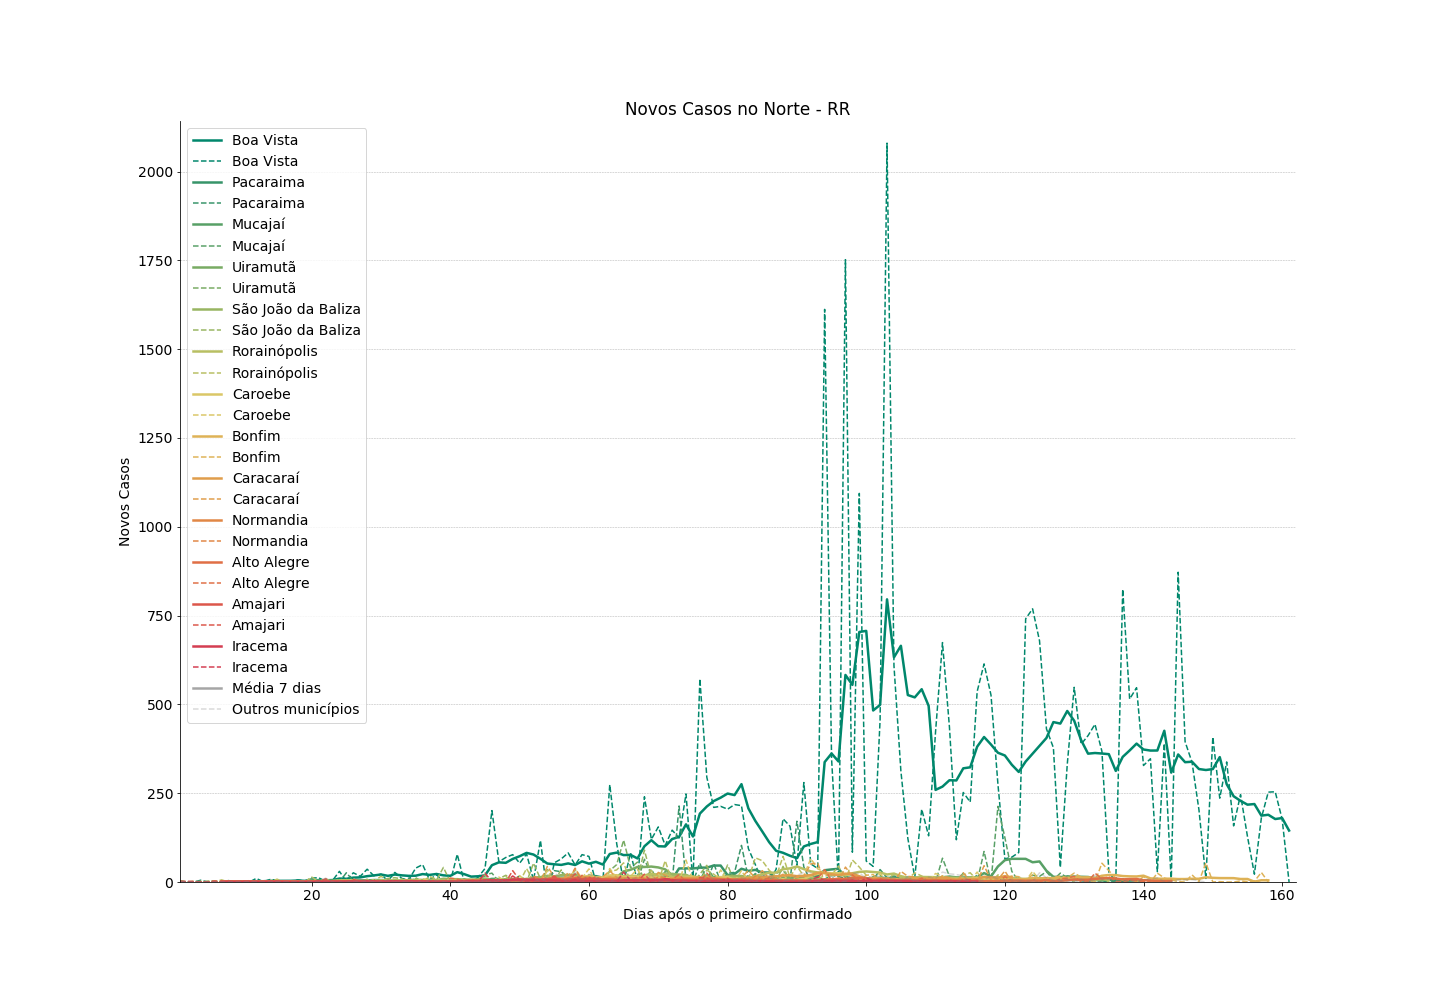 Novos Casos no Norte - RR
Boa Vista
Boa Vista
Pacaraima
Pacaraima
Mucajaí
Mucajaí
Uiramutã
Uiramutã
São João da Baliza
São João da Baliza
Rorainópolis
Rorainópolis
Caroebe
Caroebe
Bonfim
Bonfim
Caracaraí
Caracaraí
Normandia
Normandia
Alto Alegre
Alto Alegre
Amajari
Amajari
Iracema
Iracema
Média 7 dias
Outros municípios
Novos Casos
2000
1750
1500
1250
1000
750
500
250
0
20 40 60 80 100 120 140 160
Dias após o primeiro confirmado